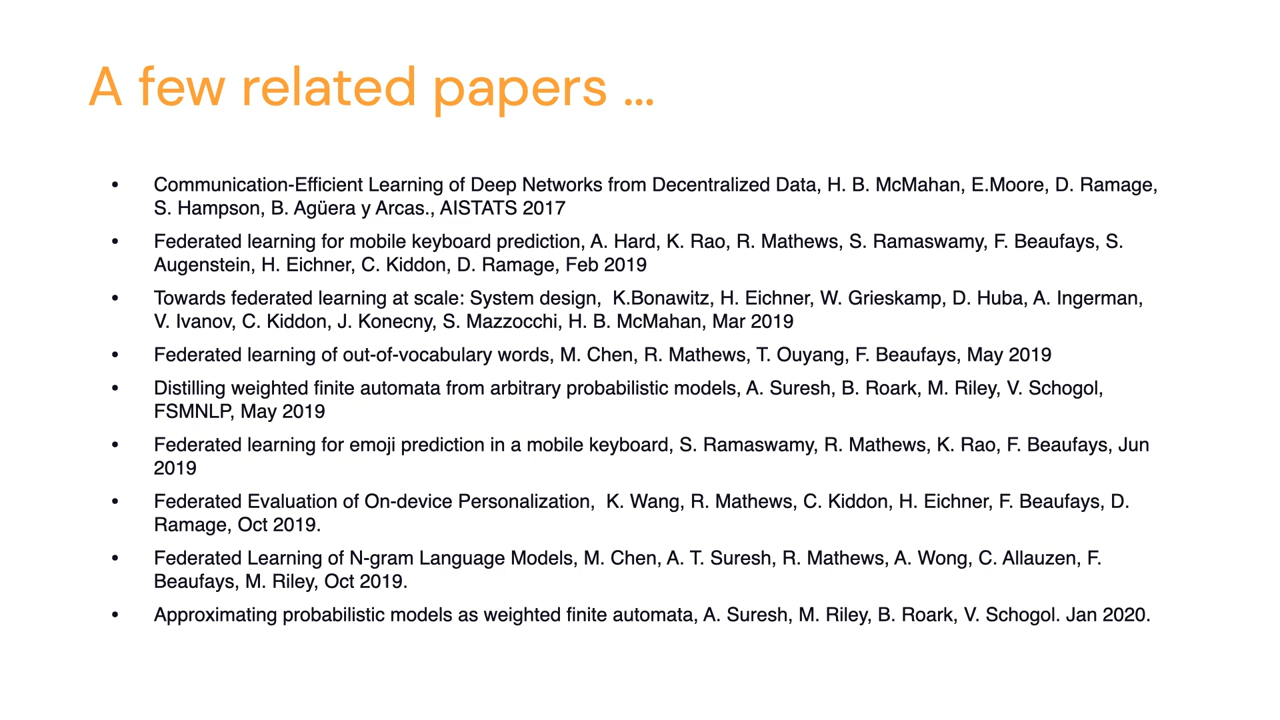 A few related papers ...
• Communication-Efficient Learning of Deep Networks from Decentralized Data, H. B. McMahan, E.Moore, D. Ramage,
S. Hampson, B. Agüera y Arcas., AISTATS 2017
• Federated learning for mobile keyboard prediction, A. Hard, K. Rao, R. Mathews, S. Ramaswamy, F. Beaufays, S.
Augenstein, H. Eichner, C. Kiddon, D. Ramage, Feb 2019
• Towards federated learning at scale: System design,  K.Bonawitz, H. Eichner, W. Grieskamp, D. Huba, A. Ingerman,
V. Ivanov, C. Kiddon, J. Konecny, S. Mazzocchi, H. B. McMahan, Mar 2019
• Federated learning of out-of-vocabulary words, M. Chen, R. Mathews, T. Ouyang, F. Beaufays, May 2019
• Distilling weighted finite automata from arbitrary probabilistic models, A. Suresh, B. Roark, M. Riley, V. Schogol,
FSMNLP, May 2019
• Federated learning for emoji prediction in a mobile keyboard, S. Ramaswamy, R. Mathews, K. Rao, F. Beaufays, Jun
2019
• Federated Evaluation of On-device Personalization,  K. Wang, R. Mathews, C. Kiddon, H. Eichner, F. Beaufays, D.
Ramage, Oct 2019.
• Federated Learning of N-gram Language Models, M. Chen, A. T. Suresh, R. Mathews, A. Wong, C. Allauzen, F.
Beaufays, M. Riley, Oct 2019.
• Approximating probabilistic models as weighted finite automata, A. Suresh, M. Riley, B. Roark, V. Schogol. Jan 2020.